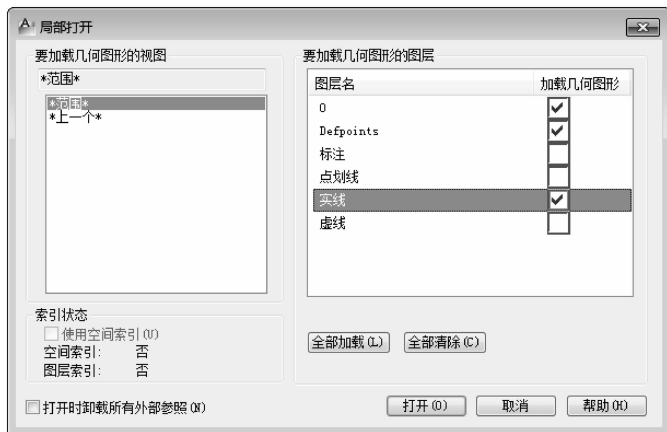 局部打开
要加载几何图形的视图
*范围*
*范围*
*上一个*
索引状态
使用空间索引(U)
空间索引: 否
图层索引: 否
打开时卸载所有外部参照(N)
要加载几何图形的图层
图层名 加载几何图形
0
Defpoints
标注
点划线
实线
虚线
全部加载(L) 全部清除(C)
打开(O) 取消 帮助(H)